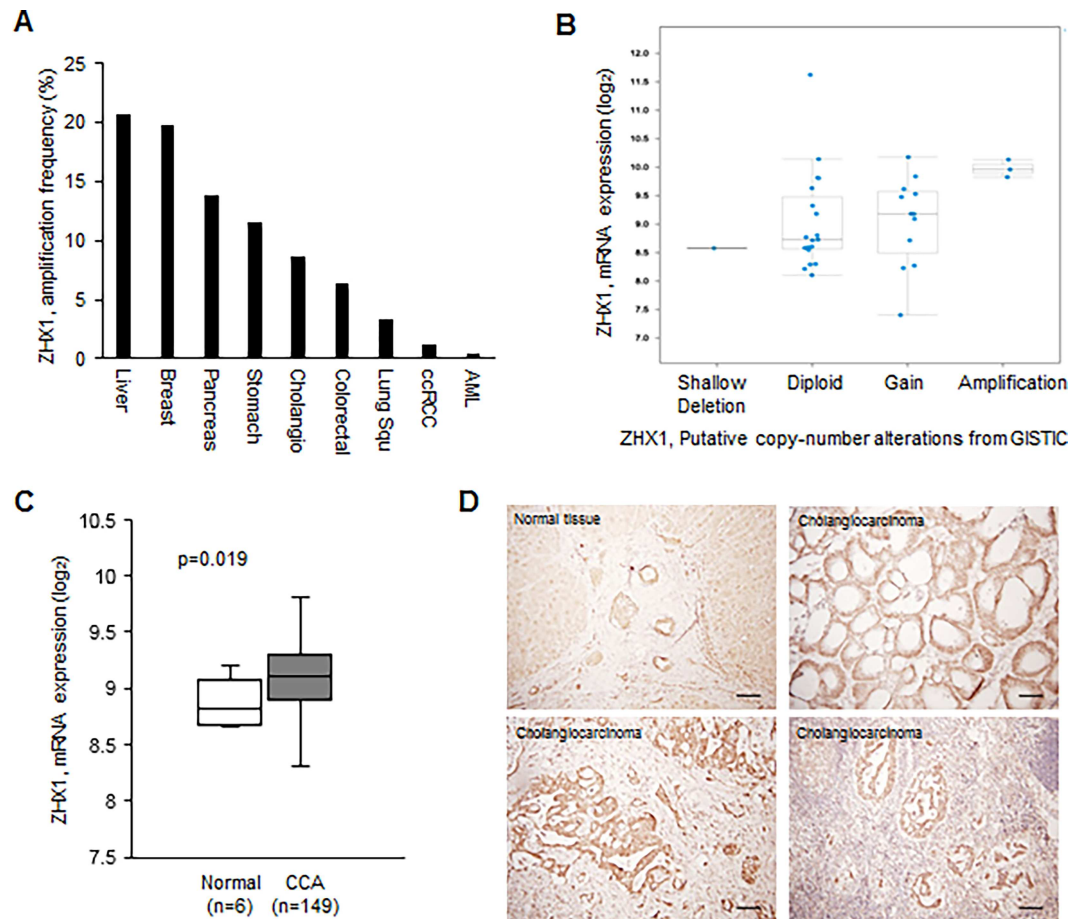 A
ZHX1, amplification frequency (%)
25
20
15
10
5
0
Liver
Breast
Pancreas
Stomach
Cholangio
Colorectal
Lung Squ
ccRCC
AML
B
ZHX1, mRNA expression (log2)
12.0
11.5
11.0
10.5
10.0
9.5
9.0
8.5
8.0
7.5
7.0
Shallow
Deletion
Diploid
Gain
Amplification
ZHX1, Putative copy-number alterations from GISTIC
C
ZHX1, mRNA expression (log2)
10.5
10
9.5
9
8.5
8
7.5
p=0.019
Normal
(n=6)
CCA
(n=149)
D
Normal tissue
Cholangiocarcinoma
Cholangiocarcinoma
Cholangiocarcinoma